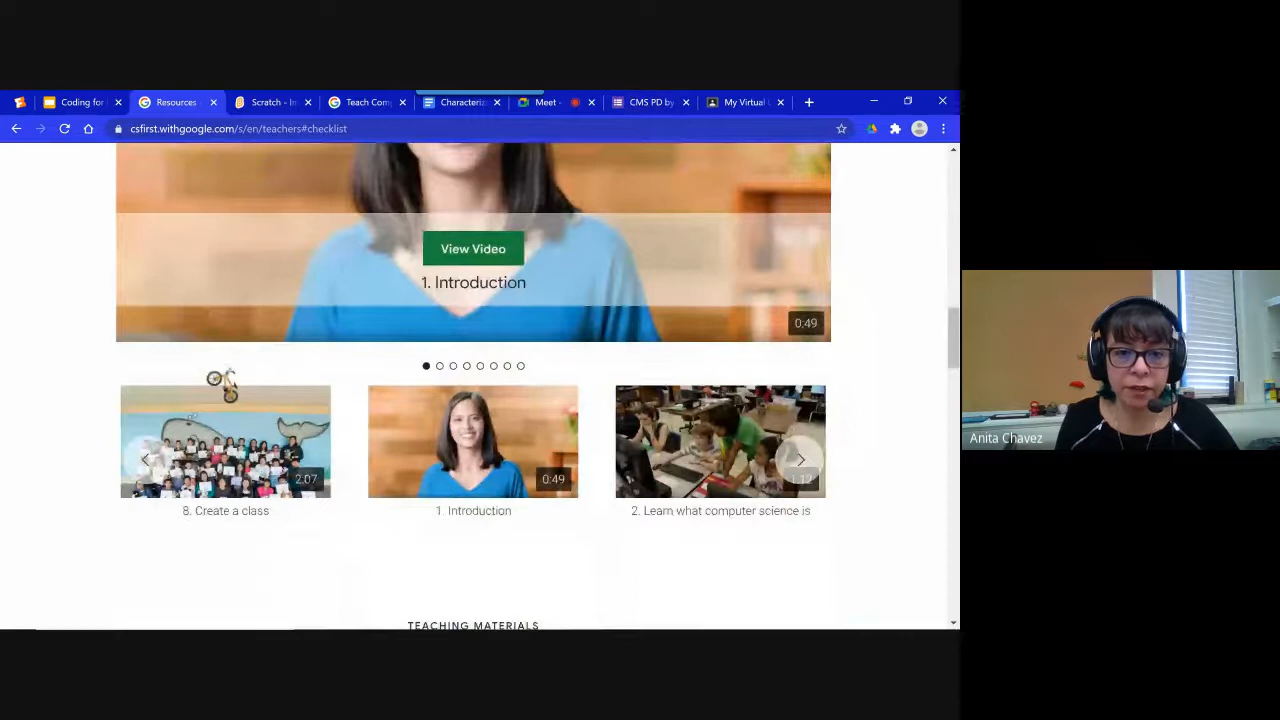 Coding for
Resources
Scratch - In
Teach Com
Characteriz
Meet -
CMS PD by
My Virtual
csfirst.withgoogle.com/s/en/teachers#checklist
View Video
1. Introduction
0:49
2:07
0:49
1:12
8. Create a class
1. Introduction
2. Learn what computer science is
TEACHING MATERIALS
Anita Chavez